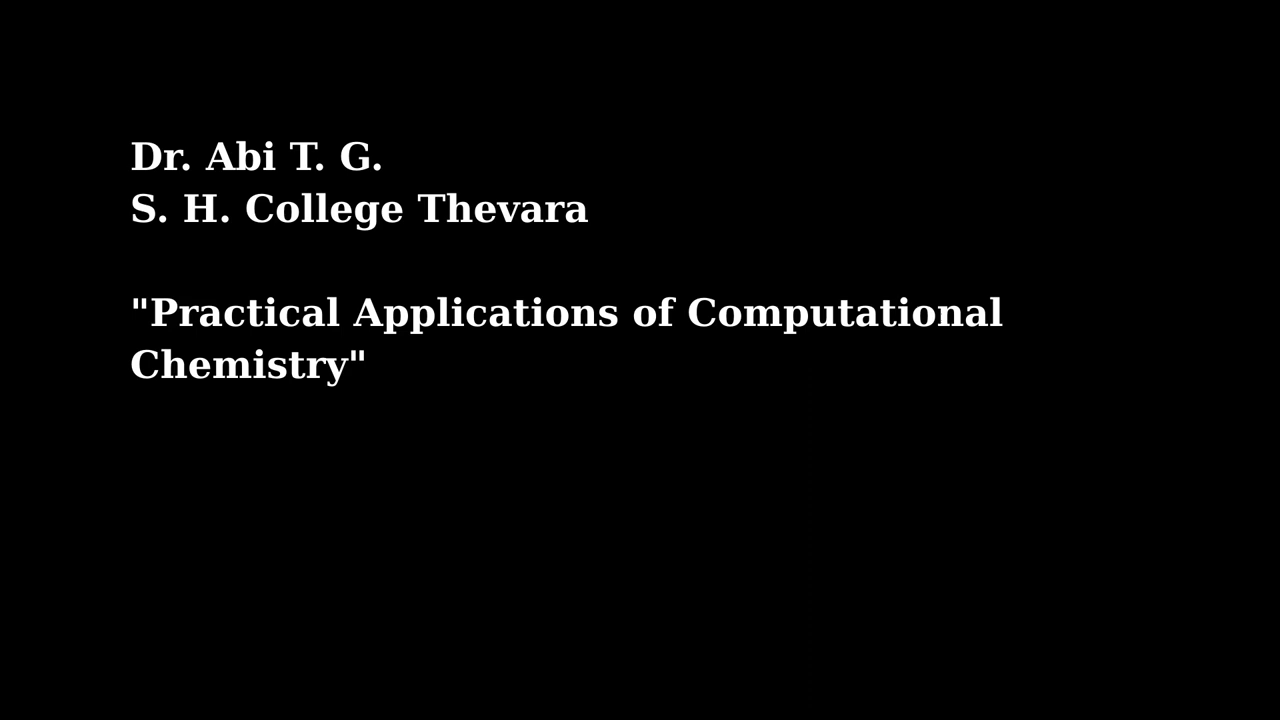 Dr. Abi T. G.
S. H. College Thevara
"Practical Applications of Computational
Chemistry"